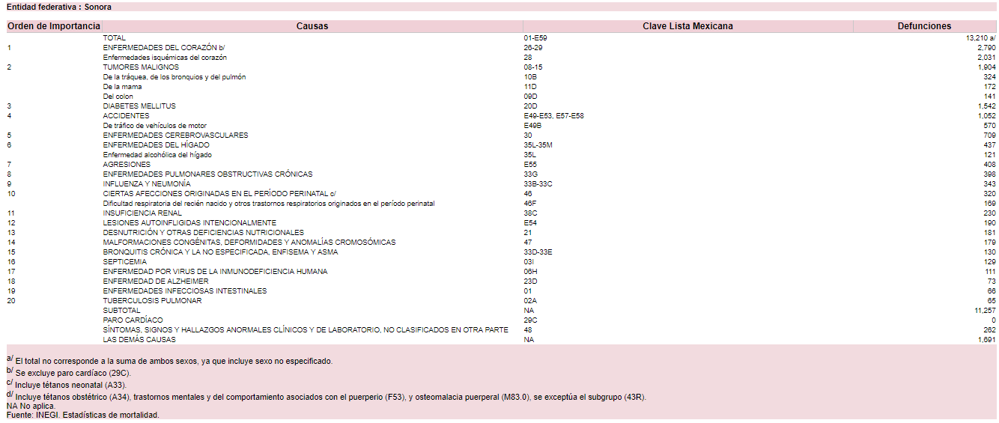 Entidad federativa : Sonora
Orden de Importancia Causas Clave Lista Mexicana Defunciones
TOTAL 01-E59 13,210 a/
1 ENFERMEDADES DEL CORAZÓN b/ 26-29 2,790
Enfermedades isquémicas del corazón 28 2,031
2 TUMORES MALIGNOS 08-15 1,904
De la tráquea, de los bronquios y del pulmón 10B 324
De la mama 11D 172
Del colon 09D 141
3 DIABETES MELLITUS 20D 1,542
4 ACCIDENTES E49-E53, E57-E58 1,052
De tráfico de vehículos de motor E49B 570
5 ENFERMEDADES CEREBROVASCULARES 30 709
6 ENFERMEDADES DEL HÍGADO 35L-35M 437
Enfermedad alcohólica del hígado 35L 121
7 AGRESIONES E55 408
8 ENFERMEDADES PULMONARES OBSTRUCTIVAS CRÓNICAS 33G 398
9 INFLUENZA Y NEUMONÍA 33B-33C 343
10 CIERTAS AFECCIONES ORIGINADAS EN EL PERÍODO PERINATAL c/ 46 320
Dificultad respiratoria del recién nacido y otros trastornos respiratorios originados en el período perinatal 46F 169
11 INSUFICIENCIA RENAL 38C 230
12 LESIONES AUTOINFLIGIDAS INTENCIONALMENTE E54 190
13 DESNUTRICIÓN Y OTRAS DEFICIENCIAS NUTRICIONALES 21 181
14 MALFORMACIONES CONGÉNITAS, DEFORMIDADES Y ANOMALÍAS CROMOSÓMICAS 47 179
15 BRONQUITIS CRÓNICA Y LA NO ESPECIFICADA, ENFISEMA Y ASMA 33D-33E 130
16 SEPTICEMIA 03I 129
17 ENFERMEDAD POR VIRUS DE LA INMUNODEFICIENCIA HUMANA 06H 111
18 ENFERMEDAD DE ALZHEIMER 23D 73
19 ENFERMEDADES INFECCIOSAS INTESTINALES 01 66
20 TUBERCULOSIS PULMONAR 02A 65
SUBTOTAL NA 11,257
PARO CARDÍACO 29C 0
SÍNTOMAS, SIGNOS Y HALLAZGOS ANORMALES CLÍNICOS Y DE LABORATORIO, NO CLASIFICADOS EN OTRA PARTE 48 262
LAS DEMÁS CAUSAS NA 1,691
a/ El total no corresponde a la suma de ambos sexos, ya que incluye sexo no especificado.
b/ Se excluye paro cardíaco (29C).
c/ Incluye tétanos neonatal (A33).
d/ Incluye tétanos obstétrico (A34), trastornos mentales y del comportamiento asociados con el puerperio (F53), y osteomalacia puerperal (M83.0), se exceptúa el subgrupo (43R).
NA No aplica.
Fuente: INEGI. Estadísticas de mortalidad.